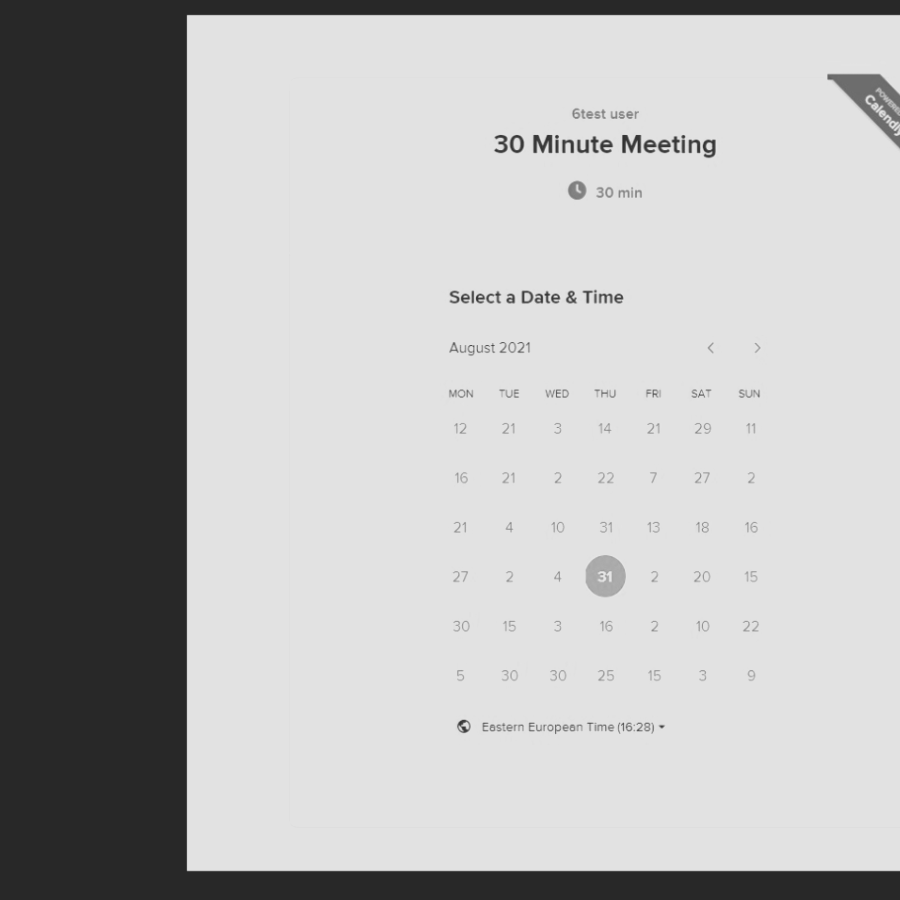 6test user
30 Minute Meeting
30 min
Calendly
Select a Date & Time
August 2021
MON TUE WED THU FRI SAT SUN
12 21 3 14 21 29 11
16 21 2 22 7 27 2
21 4 10 31 13 18 16
27 2 4 31 2 20 15
30 15 3 16 2 10 22
5 30 30 25 15 3 9
Eastern European Time (16:28)